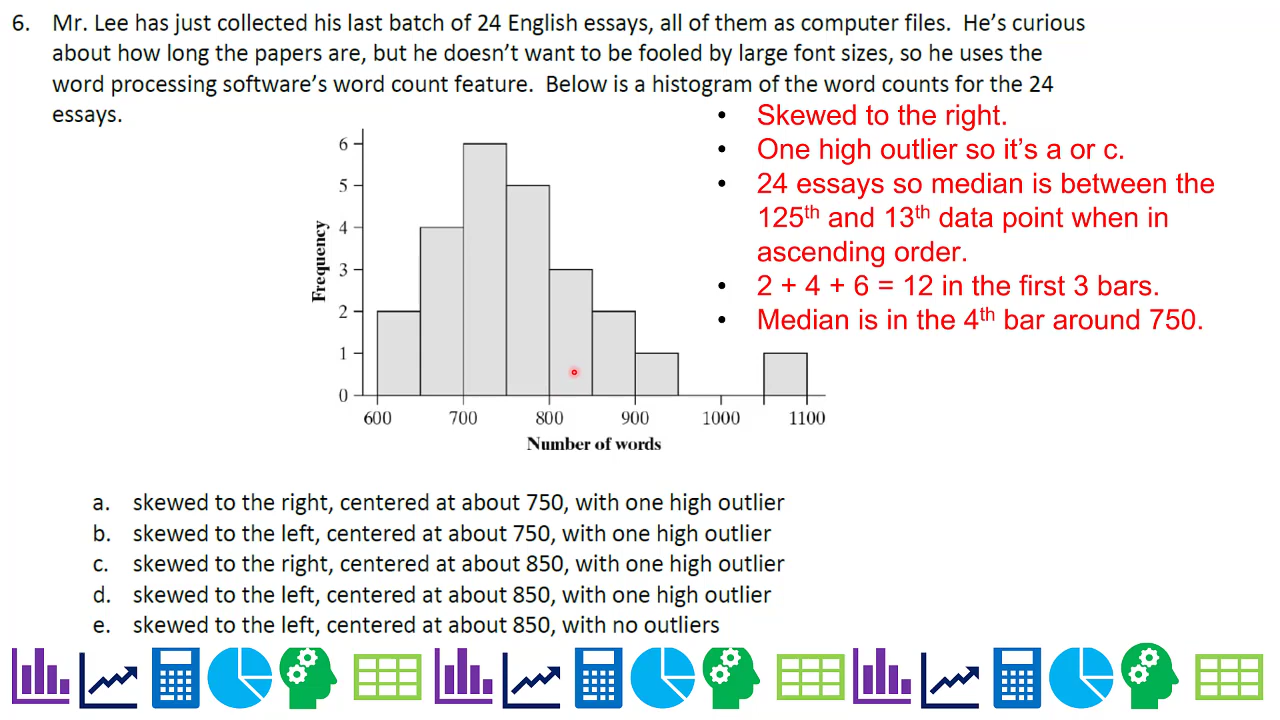 6. Mr. Lee has just collected his last batch of 24 English essays, all of them as computer files. He's curious
about how long the papers are, but he doesn't want to be fooled by large font sizes, so he uses the
word processing software's word count feature. Below is a histogram of the word counts for the 24
essays.
• Skewed to the right.
• One high outlier so it's a or c.
• 24 essays so median is between the
125th and 13th data point when in
ascending order.
• 2 + 4 + 6 = 12 in the first 3 bars.
• Median is in the 4th bar around 750.
Frequency
6
5
4
3
2
1
0
600 700 800 900 1000 1100
Number of words
a. skewed to the right, centered at about 750, with one high outlier
b. skewed to the left, centered at about 750, with one high outlier
c. skewed to the right, centered at about 850, with one high outlier
d. skewed to the left, centered at about 850, with one high outlier
e. skewed to the left, centered at about 850, with no outliers